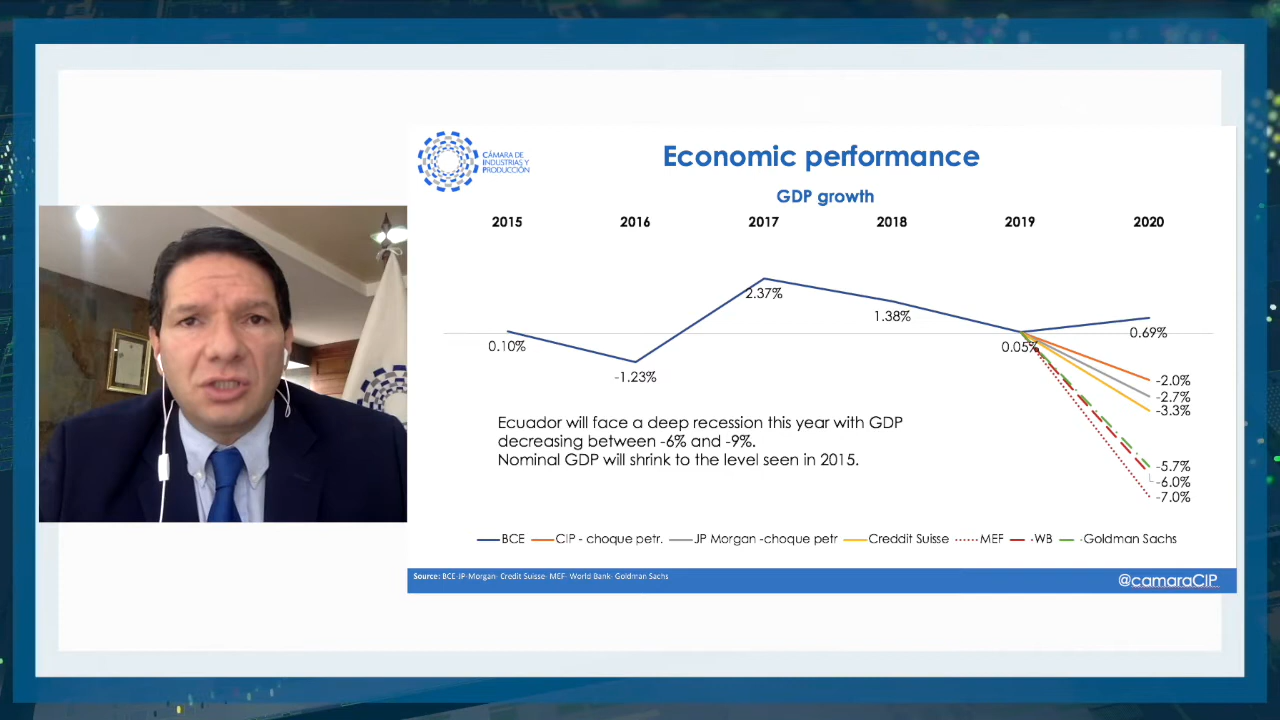 CÁMARA DE
INDUSTRIAS Y
PRODUCCIÓN
Economic performance
GDP growth
2015 2016 2017 2018 2019 2020
2.37%
1.38%
0.69%
0.10%
0.05%
-1.23%
-2.0%
-2.7%
-3.3%
Ecuador will face a deep recession this year with GDP
decreasing between -6% and -9%.
Nominal GDP will shrink to the level seen in 2015.
-5.7%
-6.0%
-7.0%
BCE CIP - choque petr. JP Morgan -choque petr Creddit Suisse MEF WB Goldman Sachs
Source: BCE-JP-Morgan- Credit Suisse- MEF- World Bank- Goldman Sachs
@camaraCIP